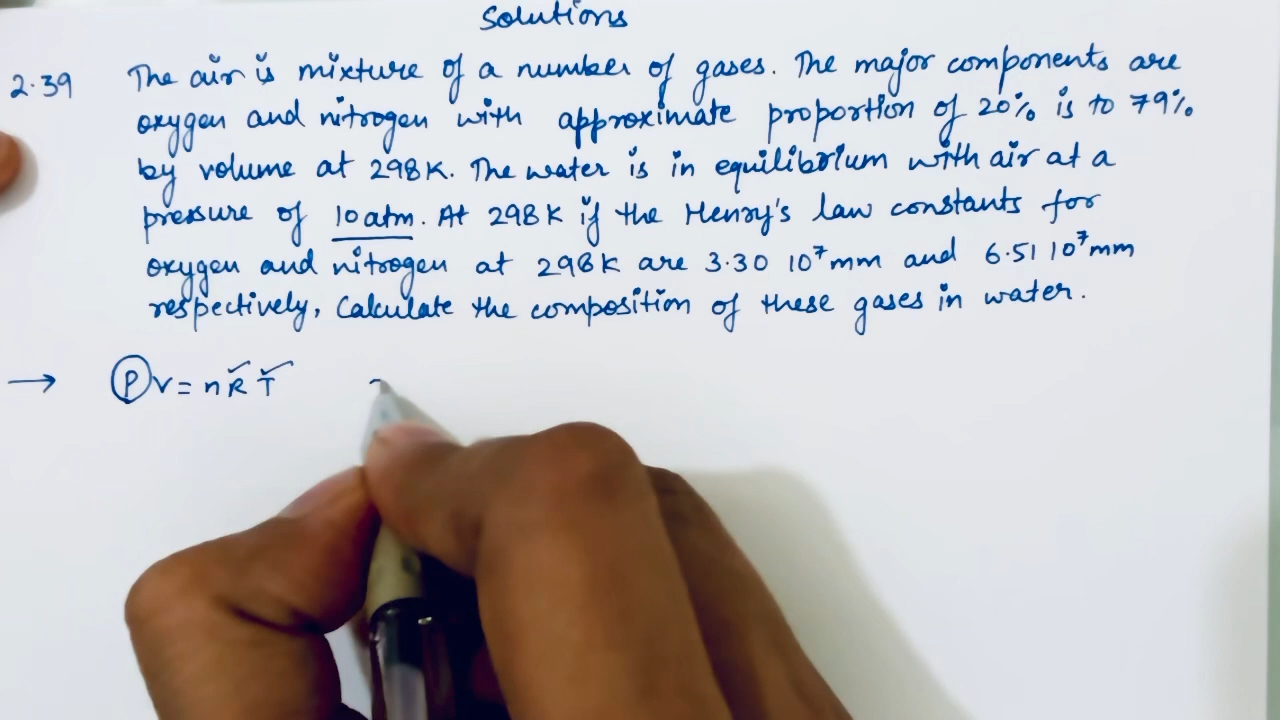 Solutions
2.39 The air is mixture of a number of gases. The major components are
oxygen and nitrogen with approximate proportion of 20% is to 79%
by volume at 298K. The water is in equilibrium with air at a
pressure of 10 atm. At 298K if the Henry's law constants for
oxygen and nitrogen at 298K are 3.30 10⁷ mm and 6.51 10⁷ mm
respectively, Calculate the composition of these gases in water.
→ PV = nRT